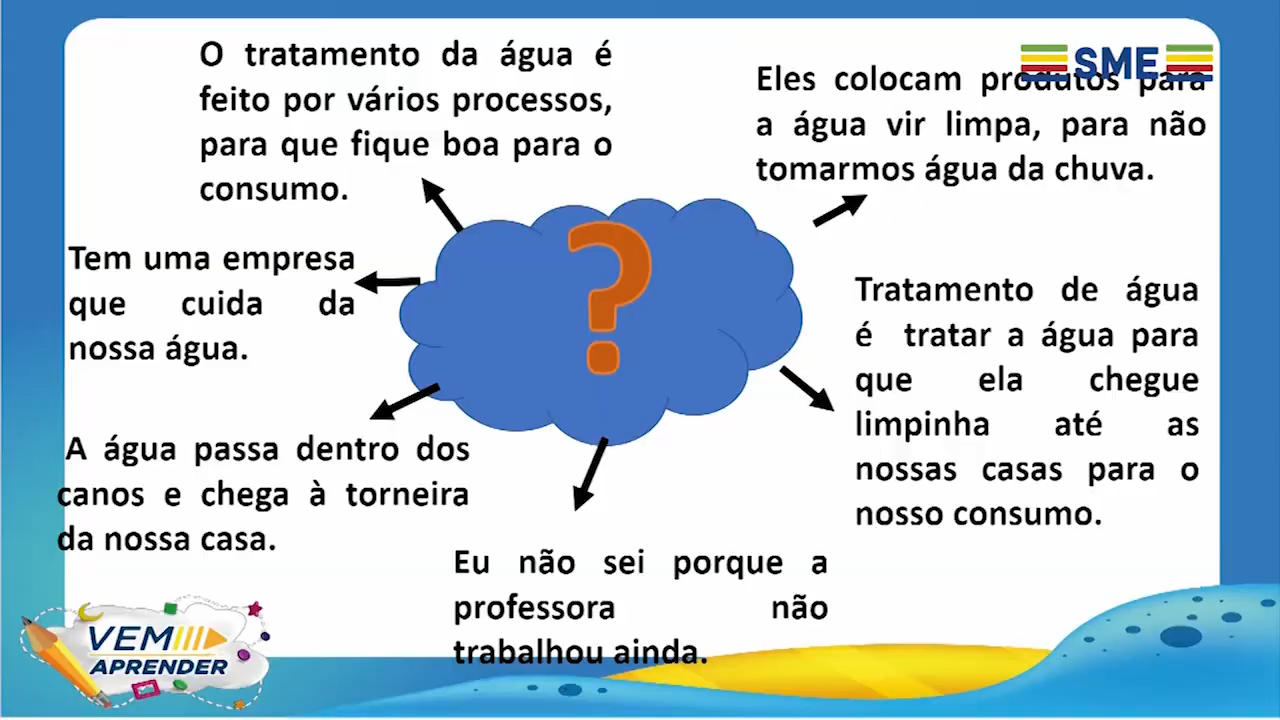 O tratamento da água é
feito por vários processos,
para que fique boa para o
consumo.
SME
Eles colocam produtos para
a água vir limpa, para não
tomarmos água da chuva.
Tem uma empresa
que cuida da
nossa água.
?
Tratamento de água
é tratar a água para
que ela chegue
limpinha até as
nossas casas para o
nosso consumo.
A água passa dentro dos
canos e chega à torneira
da nossa casa.
Eu não sei porque a
professora não
trabalhou ainda.
VEM
APRENDER